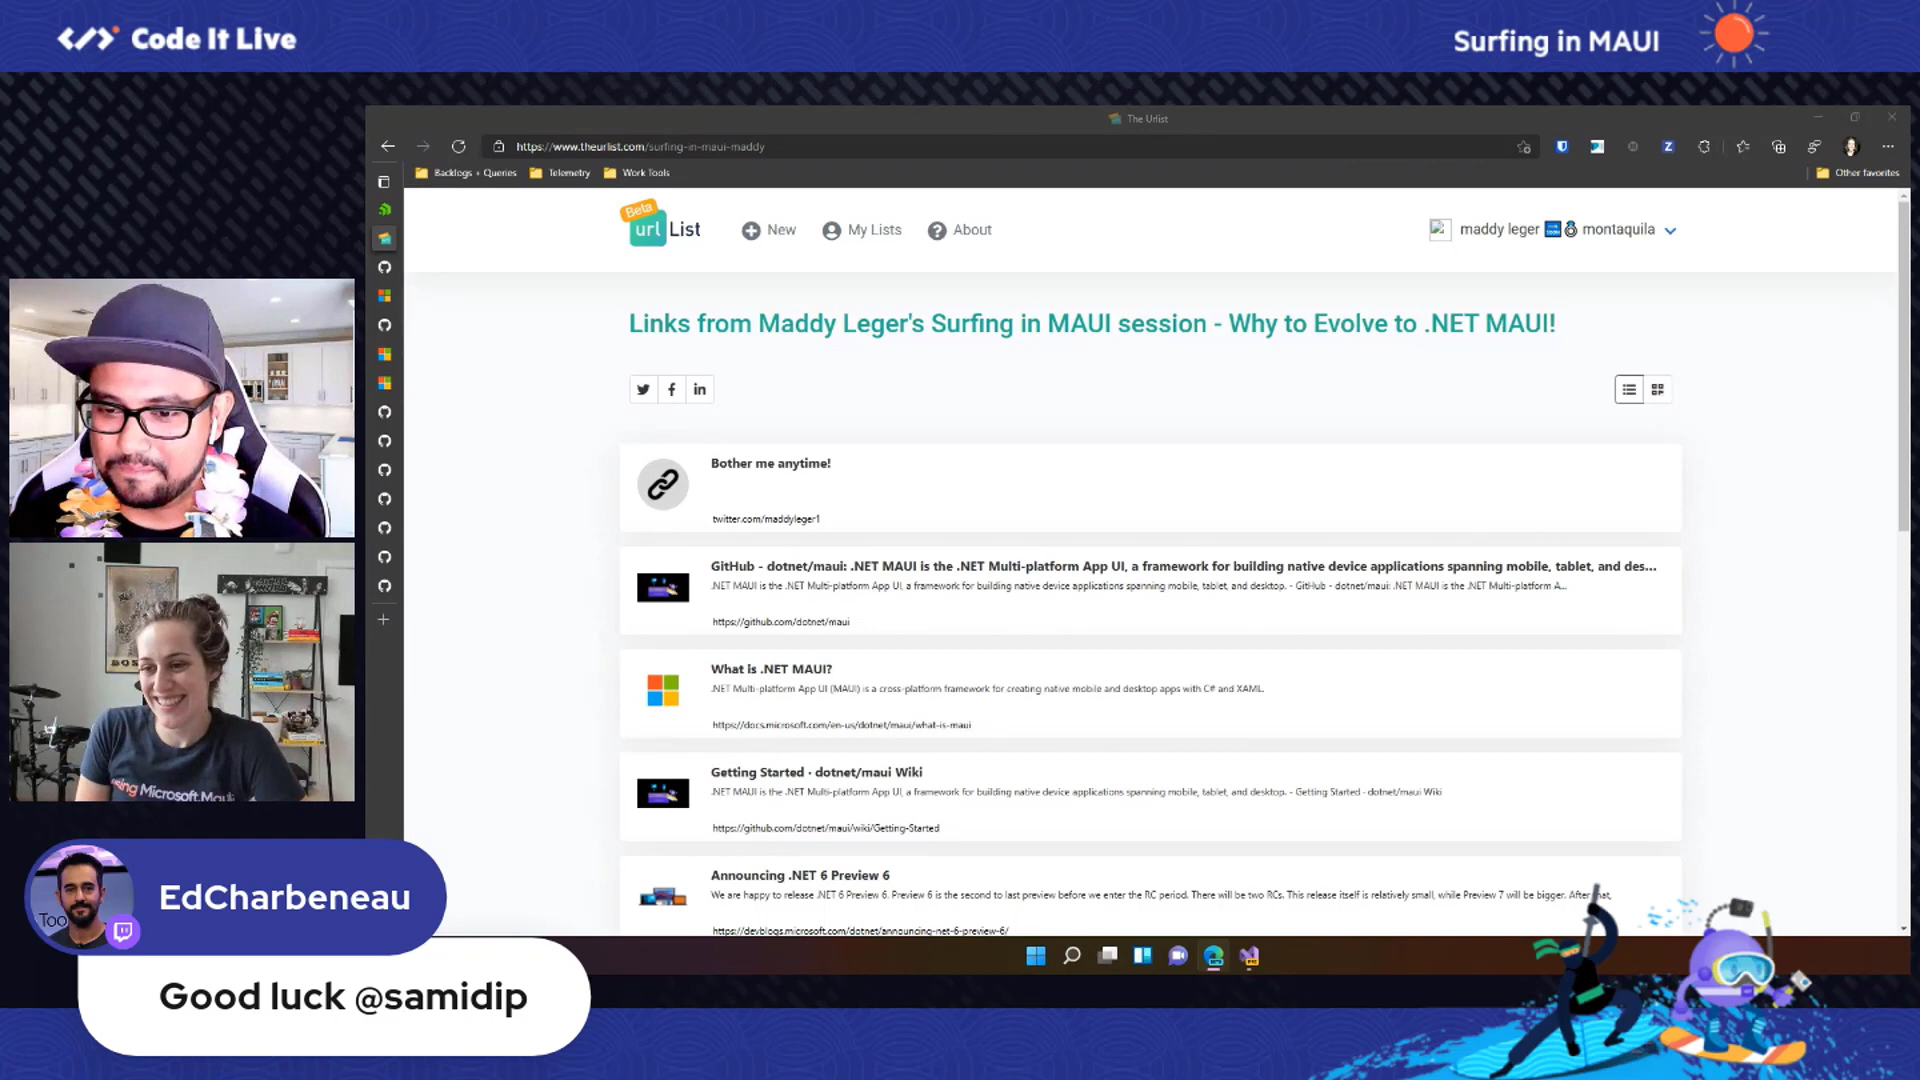 Code It Live
Surfing in MAUI
The Urlist
https://www.theurlist.com/surfing-in-maui-maddy
Backlogs + Queries
Telemetry
Work Tools
Other favorites
Beta
url List
New
My Lists
About
maddy leger
montaquila
Links from Maddy Leger's Surfing in MAUI session - Why to Evolve to .NET MAUI!
Bother me anytime!
twitter.com/maddyleger1
GitHub - dotnet/maui: .NET MAUI is the .NET Multi-platform App UI, a framework for building native device applications spanning mobile, tablet, and des...
.NET MAUI is the .NET Multi-platform App UI, a framework for building native device applications spanning mobile, tablet, and desktop. - GitHub - dotnet/maui: .NET MAUI is the .NET Multi-platform A...
https://github.com/dotnet/maui
What is .NET MAUI?
.NET Multi-platform App UI (MAUI) is a cross-platform framework for creating native mobile and desktop apps with C# and XAML.
https://docs.microsoft.com/en-us/dotnet/maui/what-is-maui
Getting Started · dotnet/maui Wiki
.NET MAUI is the .NET Multi-platform App UI, a framework for building native device applications spanning mobile, tablet, and desktop. - Getting Started · dotnet/maui Wiki
https://github.com/dotnet/maui/wiki/Getting-Started
Announcing .NET 6 Preview 6
We are happy to release .NET 6 Preview 6. Preview 6 is the second to last preview before we enter the RC period. There will be two RCs. This release itself is relatively small, while Preview 7 will be bigger. After that,
https://devblogs.microsoft.com/dotnet/announcing-net-6-preview-6/
BOS
using Microsoft.Maui
Too
EdCharbeneau
Good luck @samidip